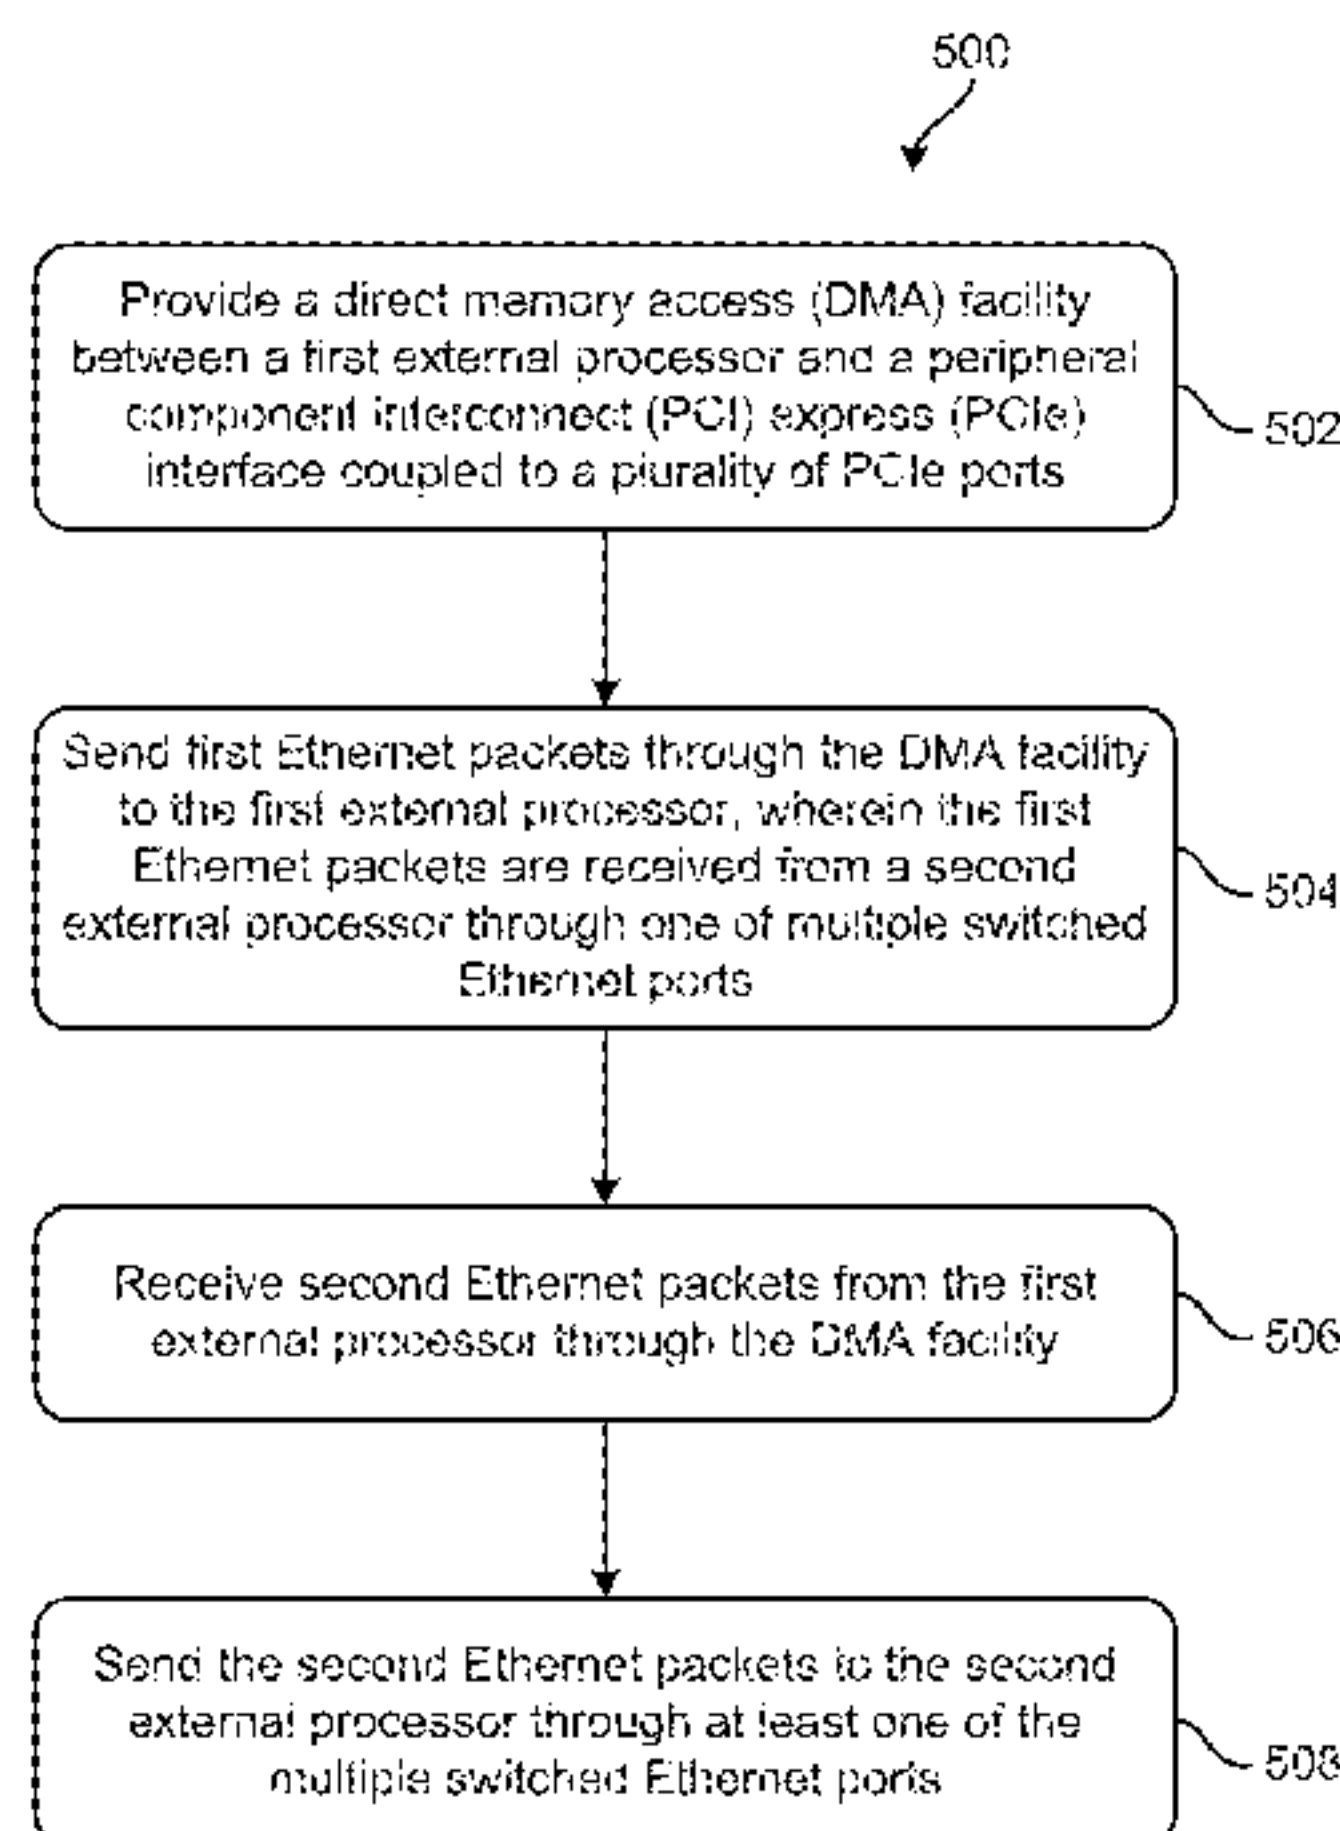 500
Provide a direct memory access (DMA) facility
between a first external processor and a peripheral
component interconnect (PCI) express (PCIe)
interface coupled to a plurality of PCIe ports
502
Send first Ethernet packets through the DMA facility
to the first external processor, wherein the first
Ethernet packets are received from a second
external processor through one of multiple switched
Ethernet ports
504
Receive second Ethernet packets from the first
external processor through the DMA facility
506
Send the second Ethernet packets to the second
external processor through at least one of the
multiple switched Ethernet ports
508